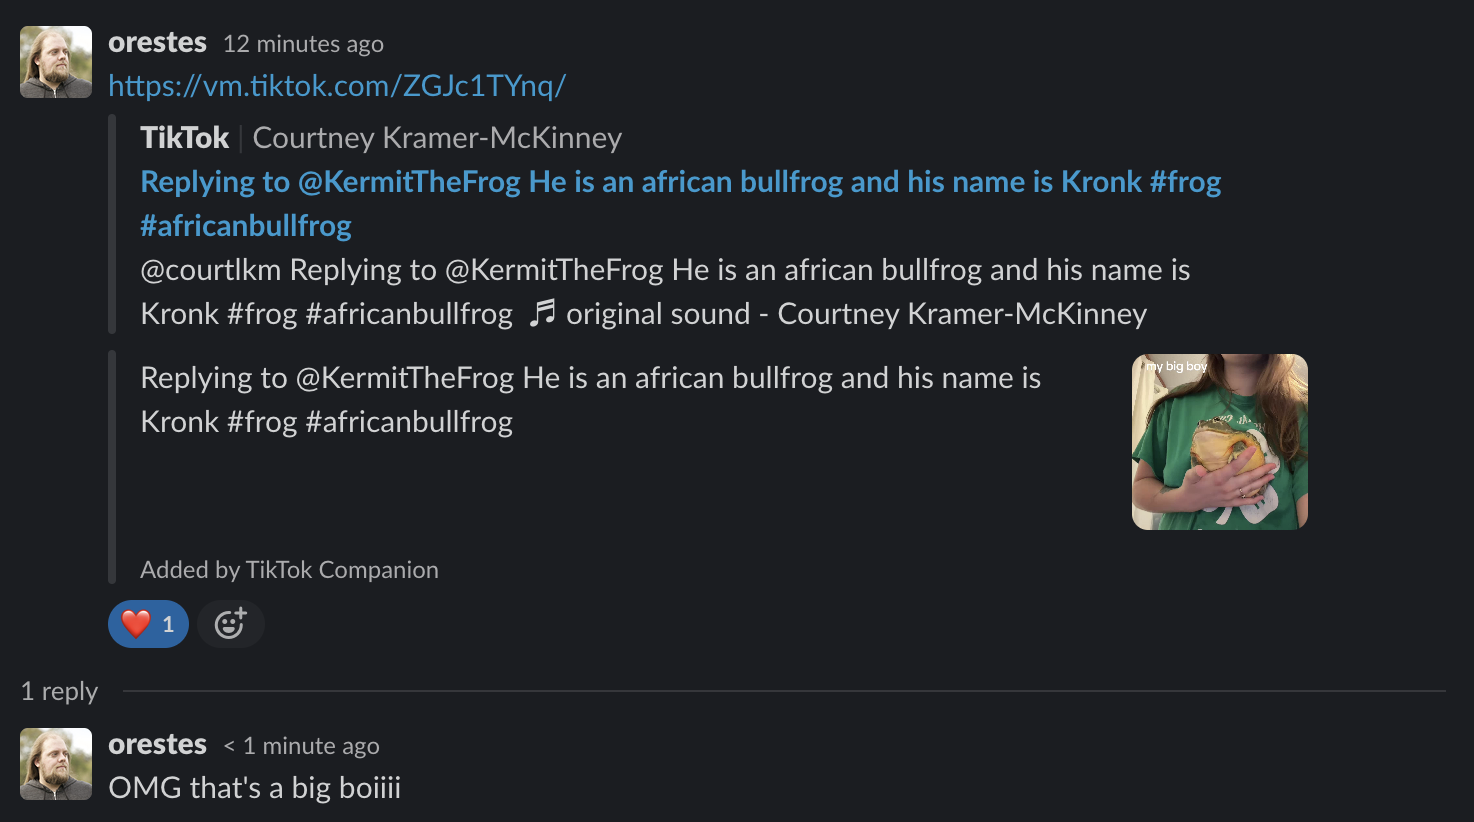 orestes 12 minutes ago
https://vm.tiktok.com/ZGJc1TYnq/
TikTok | Courtney Kramer-McKinney
Replying to @KermitTheFrog He is an african bullfrog and his name is Kronk #frog
#africanbullfrog
@courtlkm Replying to @KermitTheFrog He is an african bullfrog and his name is
Kronk #frog #africanbullfrog ♬ original sound - Courtney Kramer-McKinney
Replying to @KermitTheFrog He is an african bullfrog and his name is
Kronk #frog #africanbullfrog
my big boy
Added by TikTok Companion
❤️ 1
1 reply
orestes < 1 minute ago
OMG that's a big boiiii